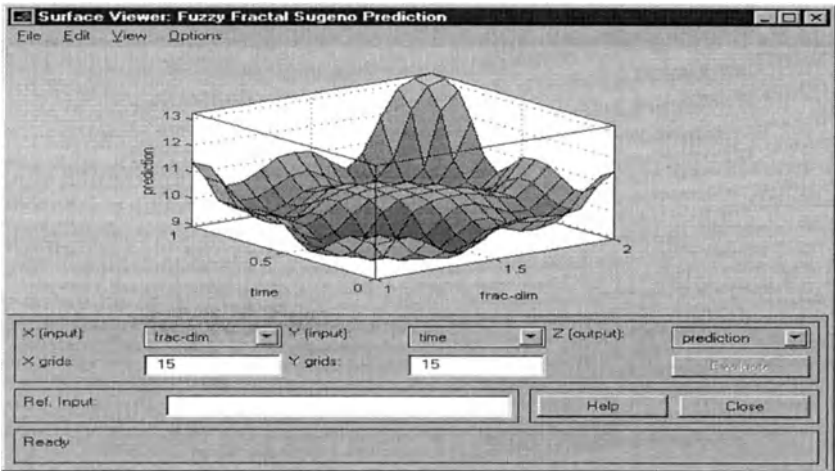 Surface Viewer: Fuzzy Fractal Sugeno Prediction
File Edit View Options
13
12
11
10
9
prediction
1
0.5
0
time
1
1.5
2
frac-dim
X (input): frac-dim Y (input): time Z (output): prediction
X grids: 15 Y grids: 15
Ref. Input: Help Close
Ready